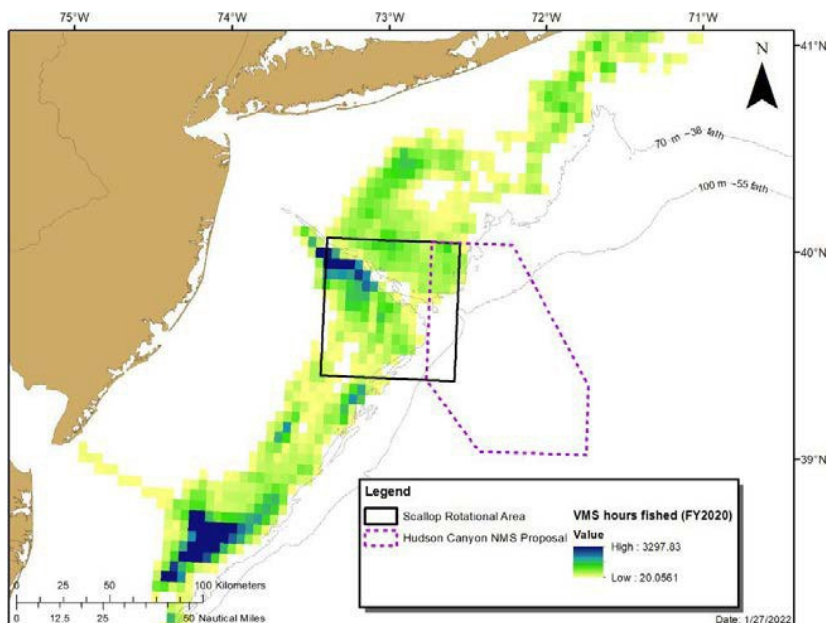 75°W 74°W 73°W 72°W 71°W
41°N
N
70 m ~38 fath
100 m ~55 fath
40°N
39°N
Legend
Scallop Rotational Area
Hudson Canyon NMS Proposal
VMS hours fished (FY2020)
Value
High : 3297.83
Low : 20.0561
0 25 50 100 Kilometers
0 12.5 25 50 Nautical Miles
Date: 1/27/2022